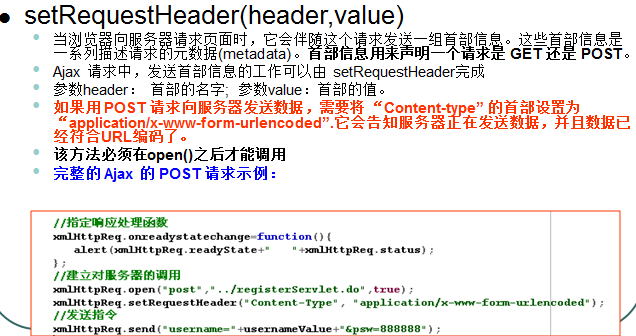 setRequestHeader(header,value)
当浏览器向服务器请求页面时，它会伴随这个请求发送一组首部信息。这些首部信息是
一系列描述请求的元数据(metadata)。首部信息用来声明一个请求是 GET 还是 POST。
Ajax 请求中，发送首部信息的工作可以由 setRequestHeader完成
参数header： 首部的名字; 参数value：首部的值。
如果用 POST 请求向服务器发送数据，需要将 “Content-type” 的首部设置为
“application/x-www-form-urlencoded”.它会告知服务器正在发送数据，并且数据已
经符合URL编码了。
该方法必须在open()之后才能调用
完整的 Ajax 的 POST 请求示例：
//指定响应处理函数
xmlHttpReq.onreadystatechange=function(){
alert(xmlHttpReq.readyState+"   "+xmlHttpReq.status);
};
//建立对服务器的调用
xmlHttpReq.open("post","../registerServlet.do",true);
xmlHttpReq.setRequestHeader("Content-Type", "application/x-www-form-urlencoded");
//发送指令
xmlHttpReq.send("username="+usernameValue+"&psw=888888");